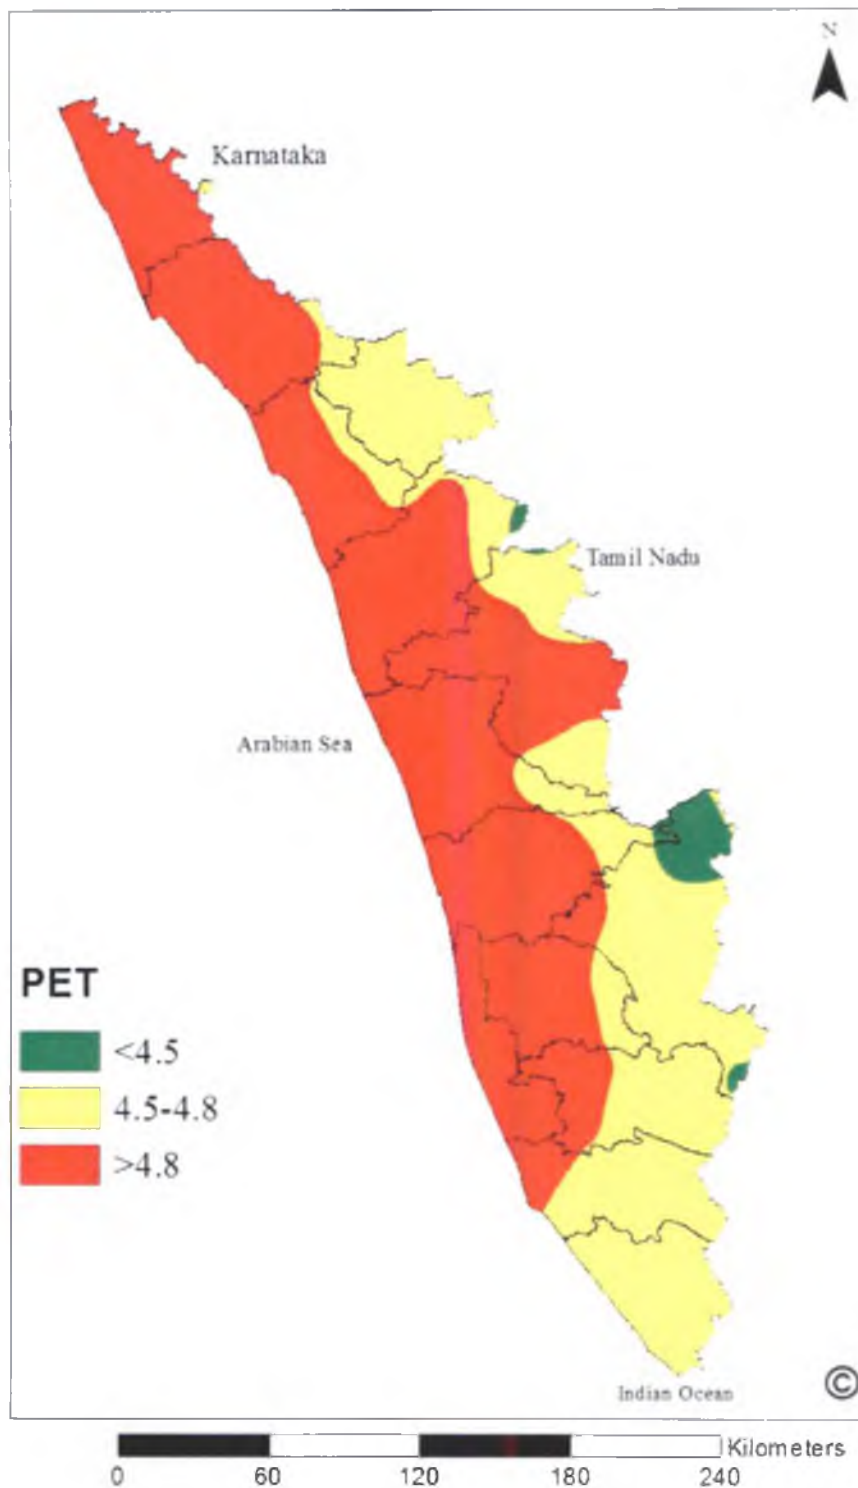 N
Karnataka
Tamil Nadu
Arabian Sea
PET
<4.5
4.5-4.8
>4.8
Indian Ocean
©
Kilometers
0 60 120 180 240